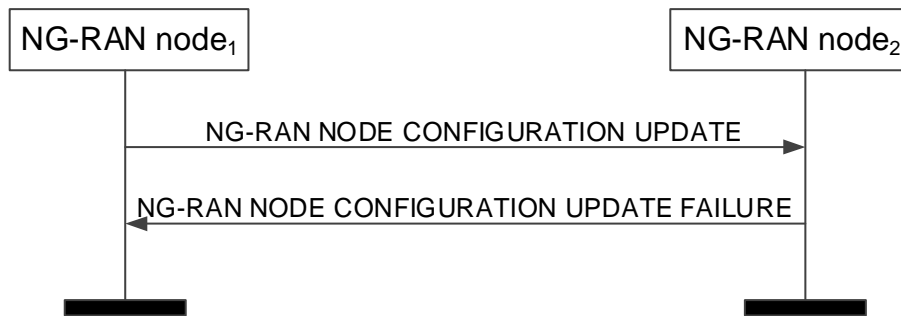 NG-RAN node₁
NG-RAN node₂
NG-RAN NODE CONFIGURATION UPDATE
NG-RAN NODE CONFIGURATION UPDATE FAILURE